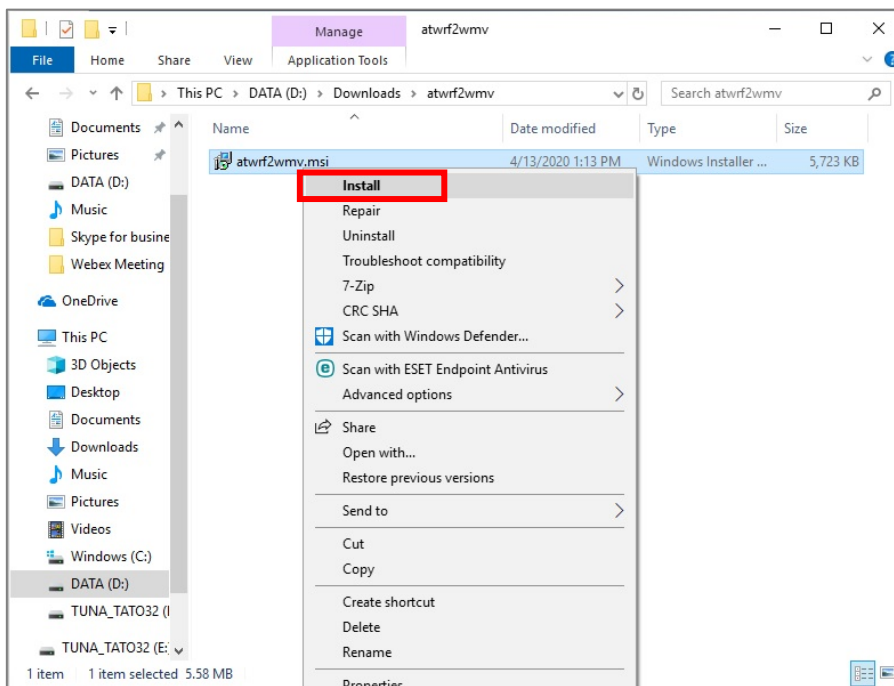 Manage
atwrf2wmv
File
Home
Share
View
Application Tools
This PC > DATA (D:) > Downloads > atwrf2wmv
Search atwrf2wmv
Documents
Pictures
DATA (D:)
Music
Skype for busine
Webex Meeting
OneDrive
This PC
3D Objects
Desktop
Documents
Downloads
Music
Pictures
Videos
Windows (C:)
DATA (D:)
TUNA_TATO32 (
TUNA_TATO32 (E:
Name
Date modified
Type
Size
atwrf2wmv.msi
4/13/2020 1:13 PM
Windows Installer ...
5,723 KB
Install
Repair
Uninstall
Troubleshoot compatibility
7-Zip
CRC SHA
Scan with Windows Defender...
Scan with ESET Endpoint Antivirus
Advanced options
Share
Open with...
Restore previous versions
Send to
Cut
Copy
Create shortcut
Delete
Rename
Properties
1 item
1 item selected 5.58 MB